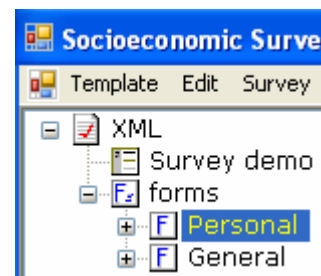 Socioeconomic Surve
Template Edit Survey
XML
Survey demo
forms
Personal
General